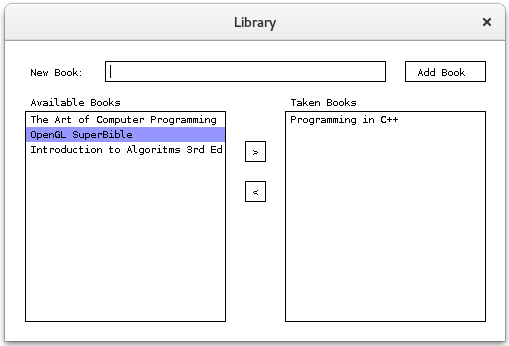 Library
New Book:
Add Book
Available Books
Taken Books
The Art of Computer Programming
OpenGL SuperBible
Introduction to Algoritms 3rd Ed
Programming in C++
>
<